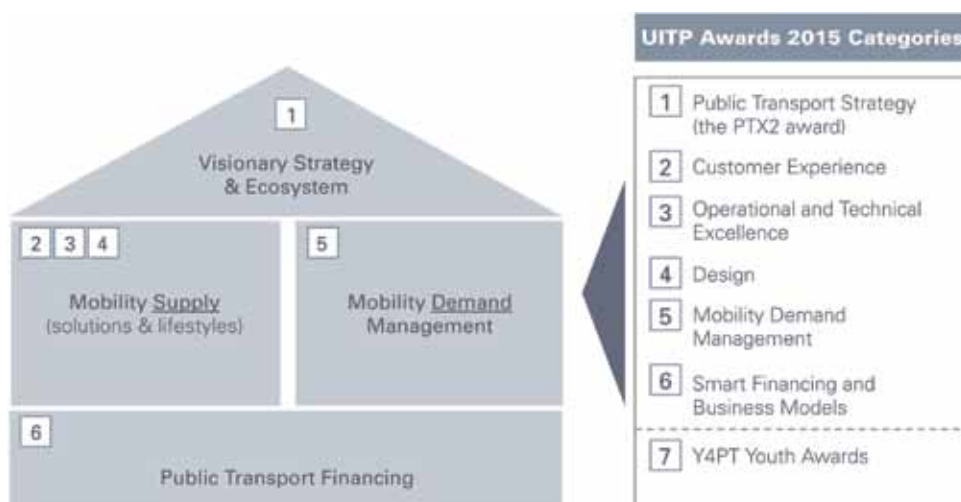 1
Visionary Strategy
& Ecosystem
2 3 4
Mobility Supply
(solutions & lifestyles)
5
Mobility Demand
Management
6
Public Transport Financing
UITP Awards 2015 Categories
1 Public Transport Strategy
(the PTX2 award)
2 Customer Experience
3 Operational and Technical
Excellence
4 Design
5 Mobility Demand
Management
6 Smart Financing and
Business Models
7 Y4PT Youth Awards